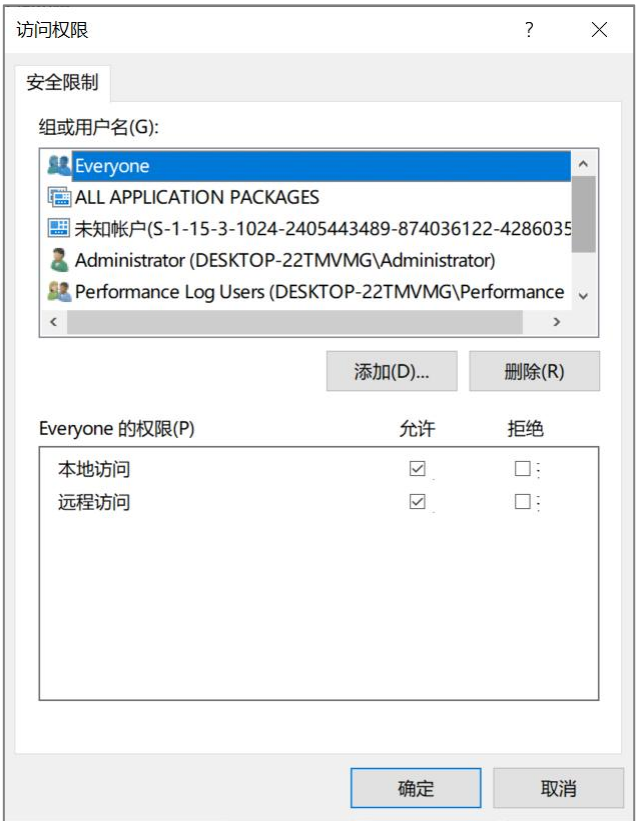 访问权限
安全限制
组或用户名(G):
Everyone
ALL APPLICATION PACKAGES
未知帐户(S-1-15-3-1024-2405443489-874036122-4286035
Administrator (DESKTOP-22TMVMG\Administrator)
Performance Log Users (DESKTOP-22TMVMG\Performance
添加(D)... 删除(R)
Everyone 的权限(P) 允许 拒绝
本地访问
远程访问
确定 取消